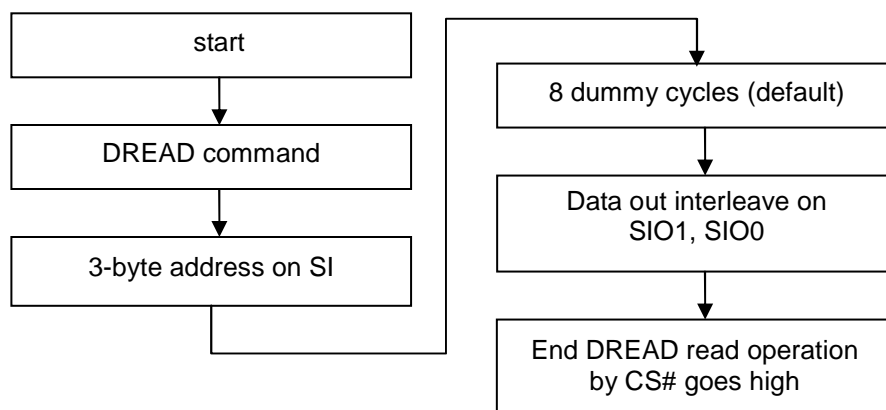 start
DREAD command
3-byte address on SI
8 dummy cycles (default)
Data out interleave on
SIO1, SIO0
End DREAD read operation
by CS# goes high